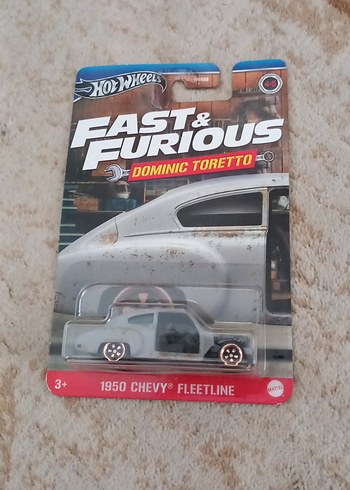 HOT WHEELS
FAST &
FURIOUS
DOMINIC TORETTO
3+
1950 CHEVY® FLEETLINE
MATTEL